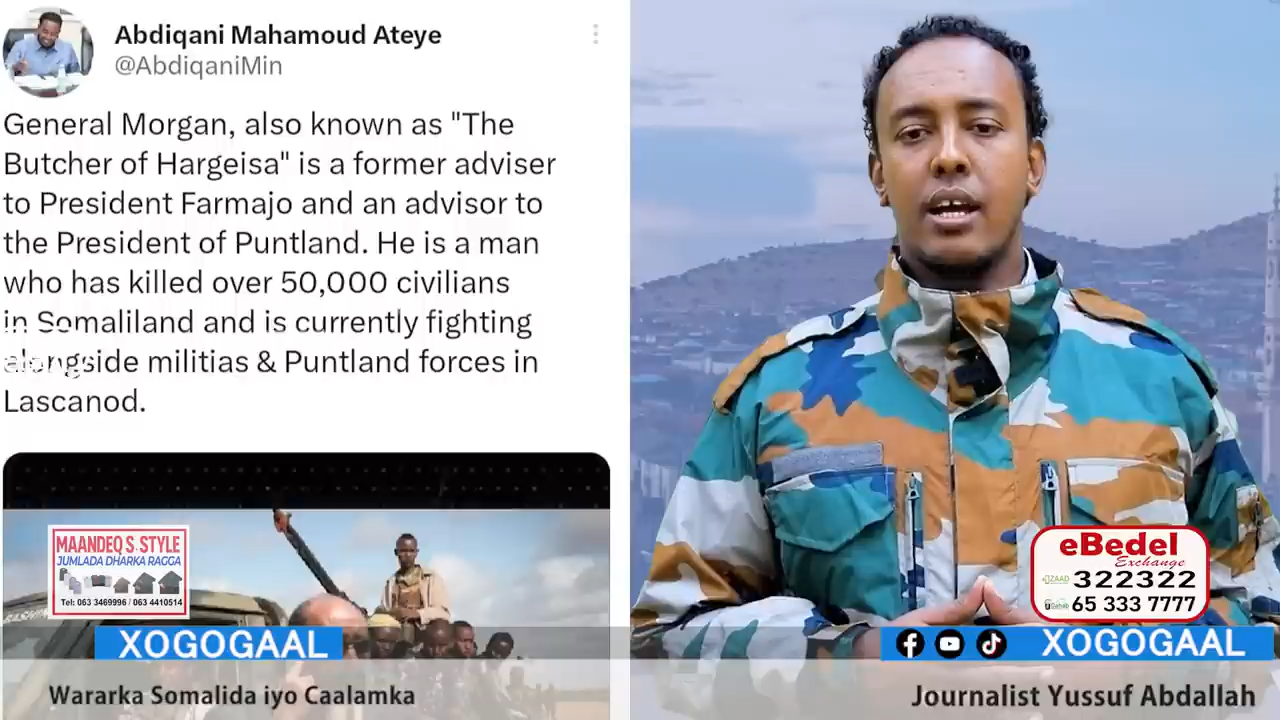 Abdiqani Mahamoud Ateye
@AbdiqaniMin
General Morgan, also known as "The
Butcher of Hargeisa" is a former adviser
to President Farmajo and an advisor to
the President of Puntland. He is a man
who has killed over 50,000 civilians
in Somaliland and is currently fighting
alongside militias & Puntland forces in
Lascanod.
MAANDEQ S. STYLE
JUMLADA DHARKA RAGGA
Tel: 063 3469996 / 063 4410514
XOGOGAAL
Wararka Somalida iyo Caalamka
eBedel
Exchange
ZAAD 322322
65 333 7777
XOGOGAAL
Journalist Yussuf Abdallah